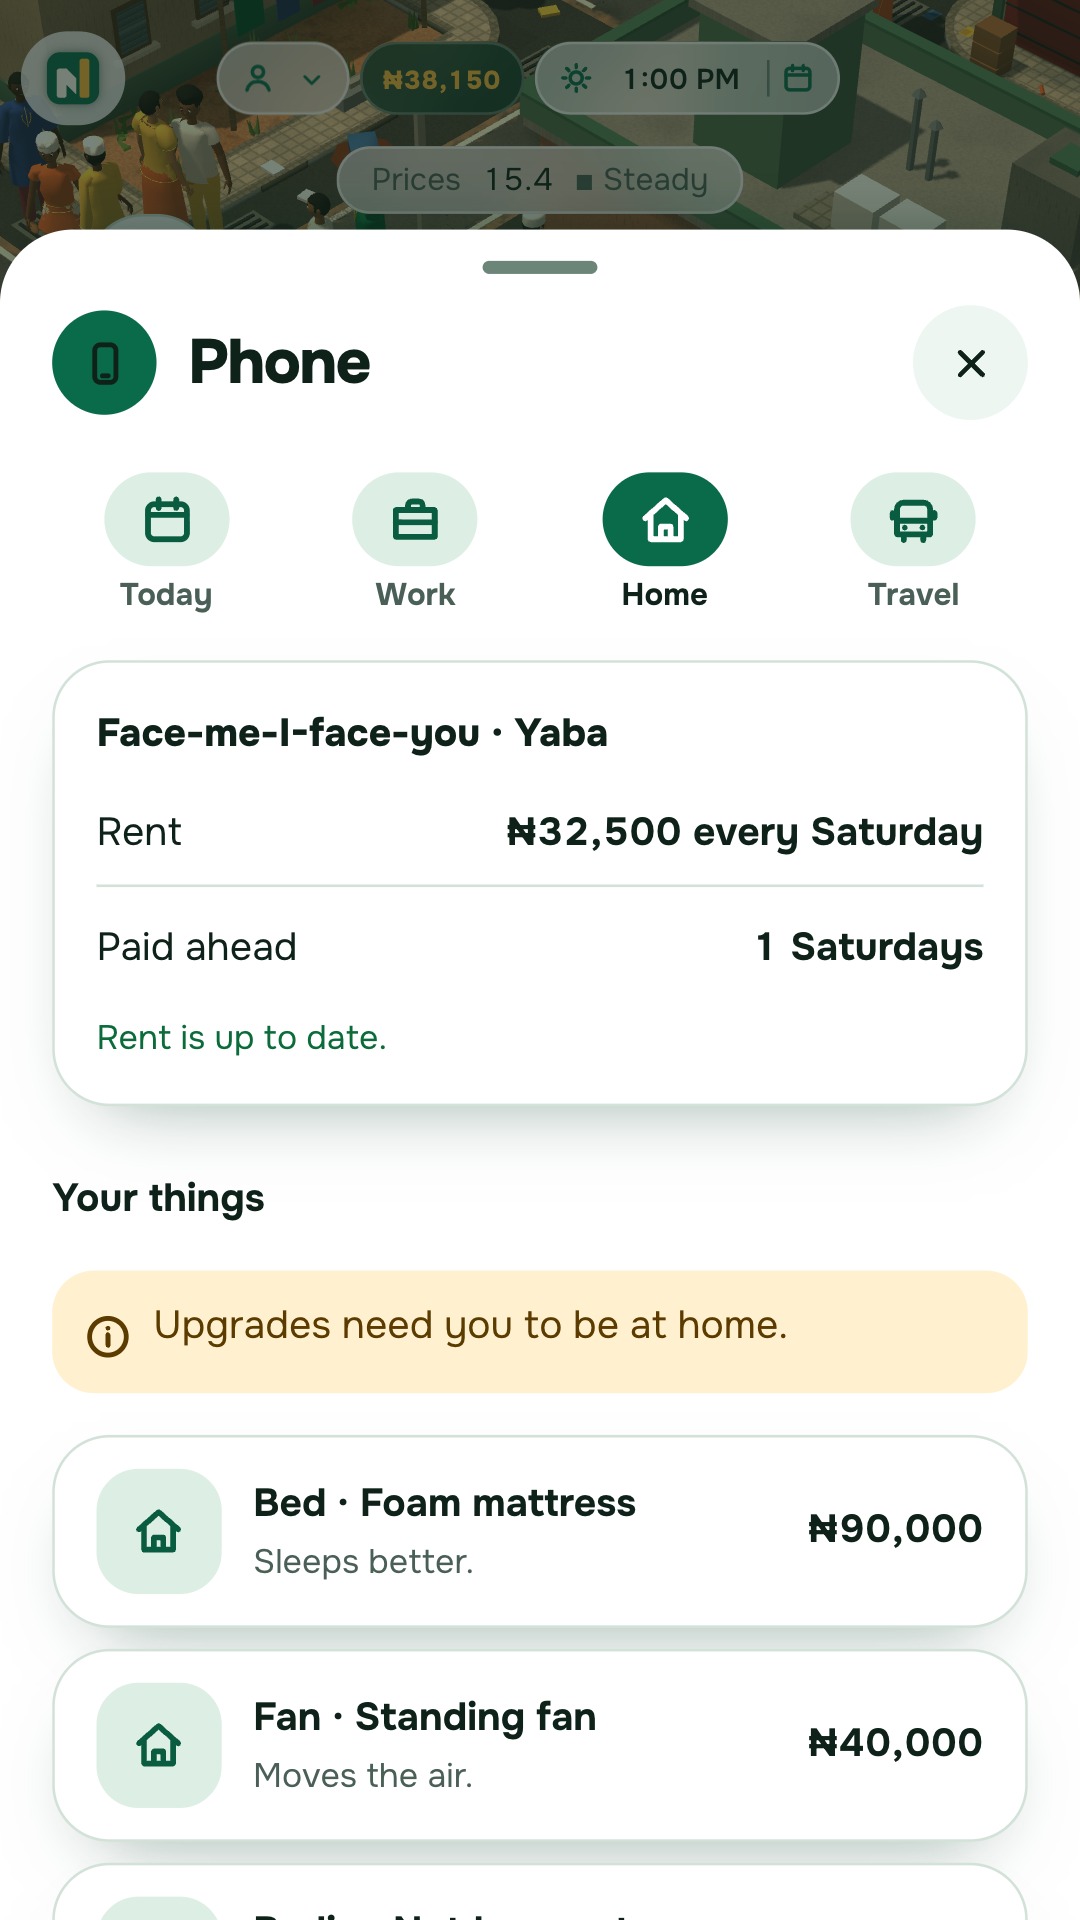 ₦38,150
1:00 PM
Prices 15.4 ■ Steady
Phone
Today
Work
Home
Travel
Face-me-I-face-you · Yaba
Rent ₦32,500 every Saturday
Paid ahead 1 Saturdays
Rent is up to date.
Your things
Upgrades need you to be at home.
Bed · Foam mattress
Sleeps better.
₦90,000
Fan · Standing fan
Moves the air.
₦40,000